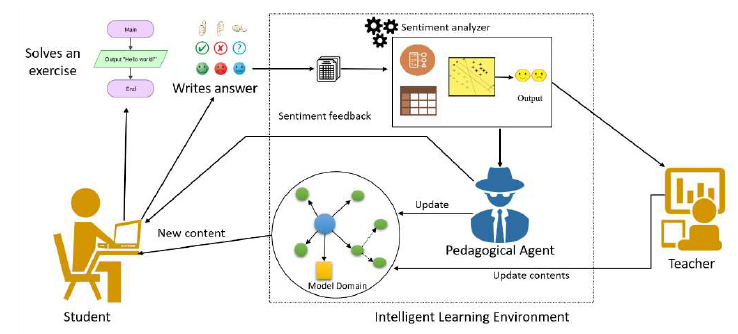 Solves an
exercise
Main
Output "Hello world!"
End
Writes answer
Sentiment analyzer
Output
Sentiment feedback
New content
Update
Pedagogical Agent
Update contents
Model Domain
Teacher
Student
Intelligent Learning Environment